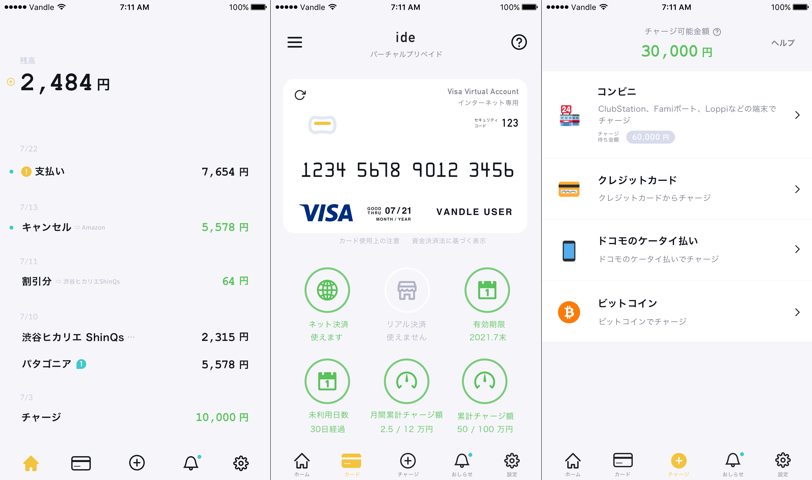 Vandle 7:11 AM 100%
残高
2,484 円
7/22
1 支払い 7,654 円
7/13
キャンセル Amazon 5,578 円
7/11
割引分 渋谷ヒカリエShinQs 64 円
7/10
渋谷ヒカリエ ShinQs ··· 2,315 円
パタゴニア 1 5,578 円
7/3
チャージ 10,000 円
Vandle 7:11 AM 100%
ide
バーチャルプリペイド
Visa Virtual Account
インターネット専用
セキュリティ
コード 123
1234 5678 9012 3456
VISA
GOOD
THRU 07/21
MONTH / YEAR
VANDLE USER
カード使用上の注意 資金決済法に基づく表示
ネット決済
使えます
リアル決済
使えません
1
有効期限
2021.7末
1
未利用日数
30日経過
月間累計チャージ額
2.5 / 12 万円
累計チャージ額
50 / 100 万円
ホーム カード チャージ おしらせ 設定
Vandle 7:11 AM 100%
チャージ可能金額 ?
30,000 円
ヘルプ
24
コンビニ
ClubStation、Famiポート、Loppiなどの端末で
チャージ
チャージ
待ち金額 60,000 円
クレジットカード
クレジットカードからチャージ
ドコモのケータイ払い
ドコモのケータイ払いでチャージ
ビットコイン
ビットコインでチャージ
ホーム カード チャージ おしらせ 設定